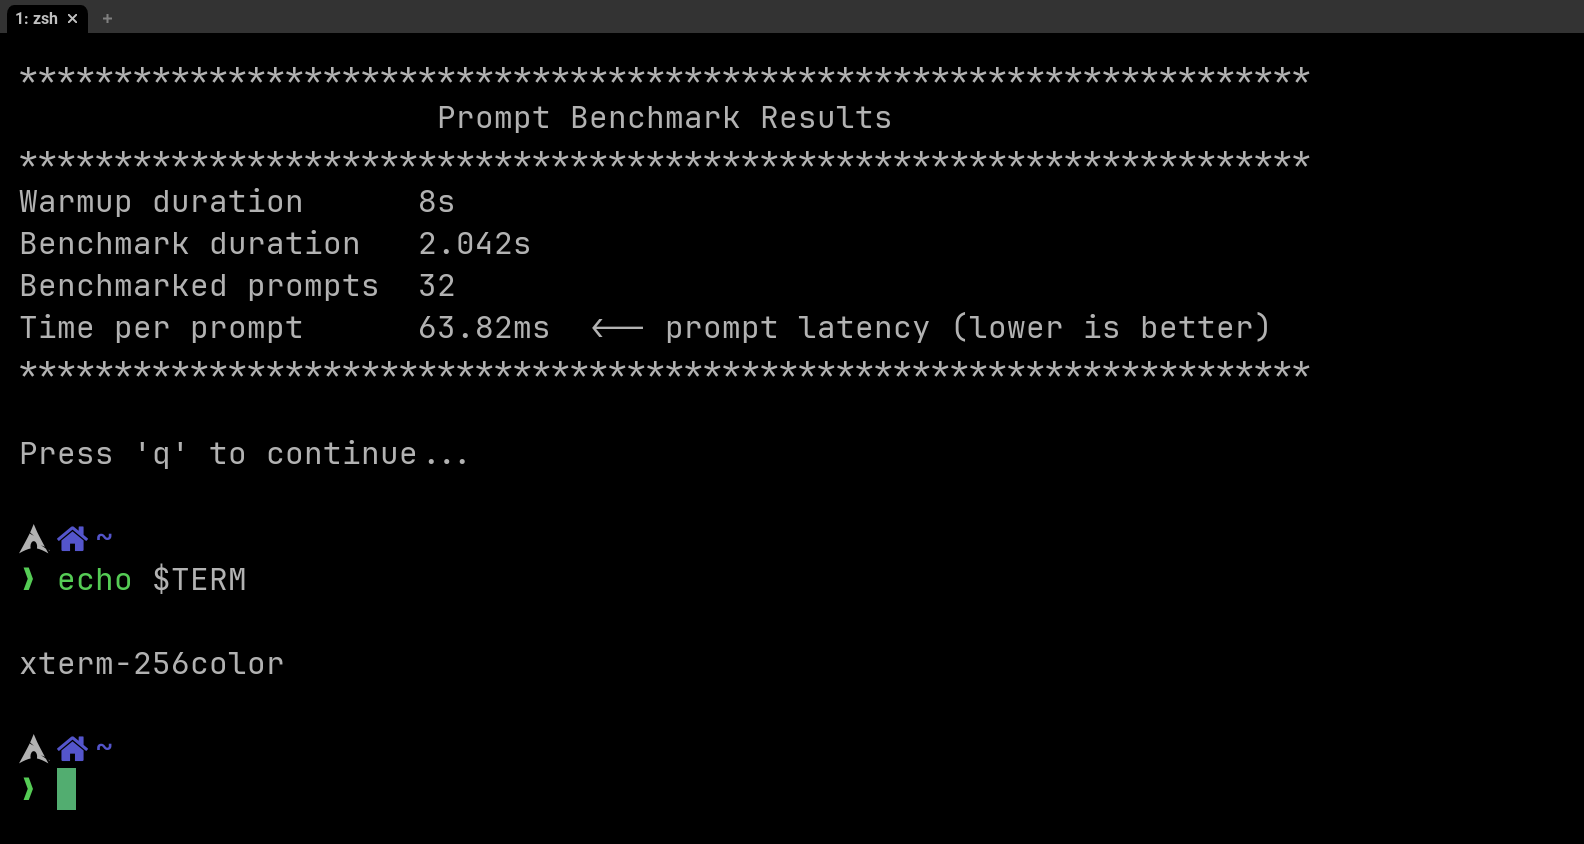 1: zsh × +
********************************************************************
Prompt Benchmark Results
********************************************************************
Warmup duration 8s
Benchmark duration 2.042s
Benchmarked prompts 32
Time per prompt 63.82ms <-- prompt latency (lower is better)
********************************************************************
Press 'q' to continue...
~
❱ echo $TERM
xterm-256color
~
❱